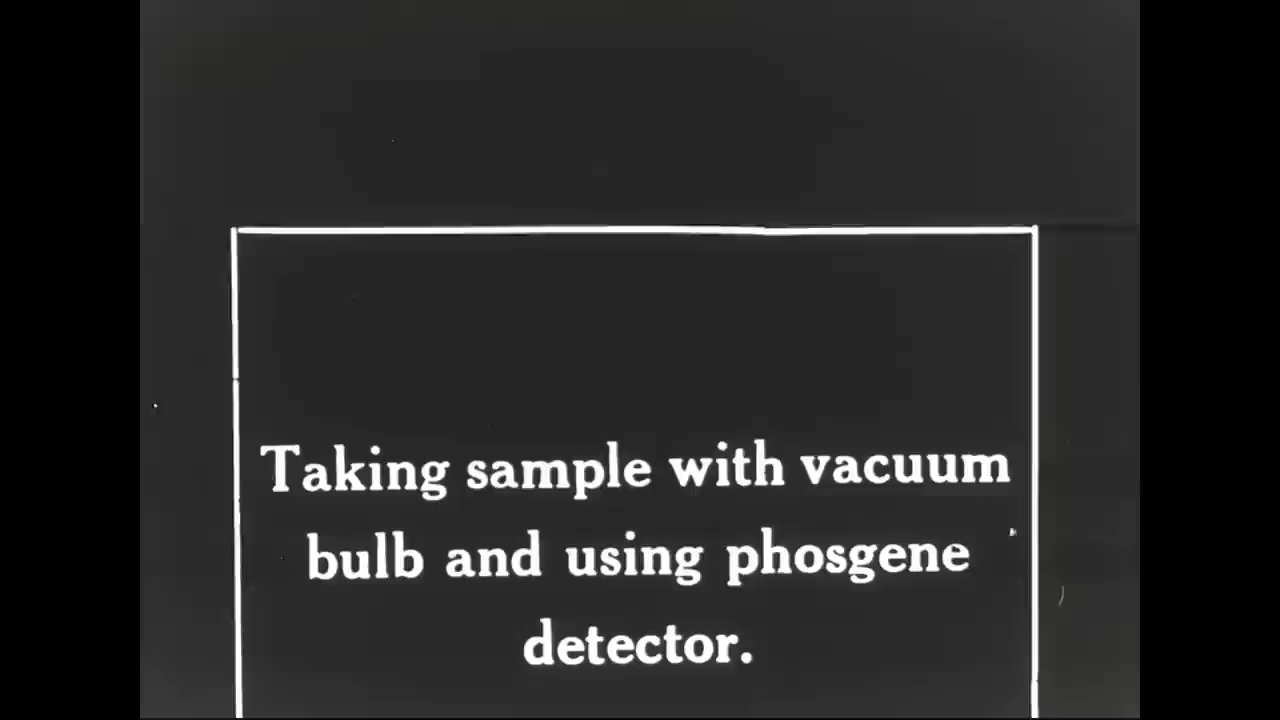 Taking sample with vacuum
bulb and using phosgene
detector.